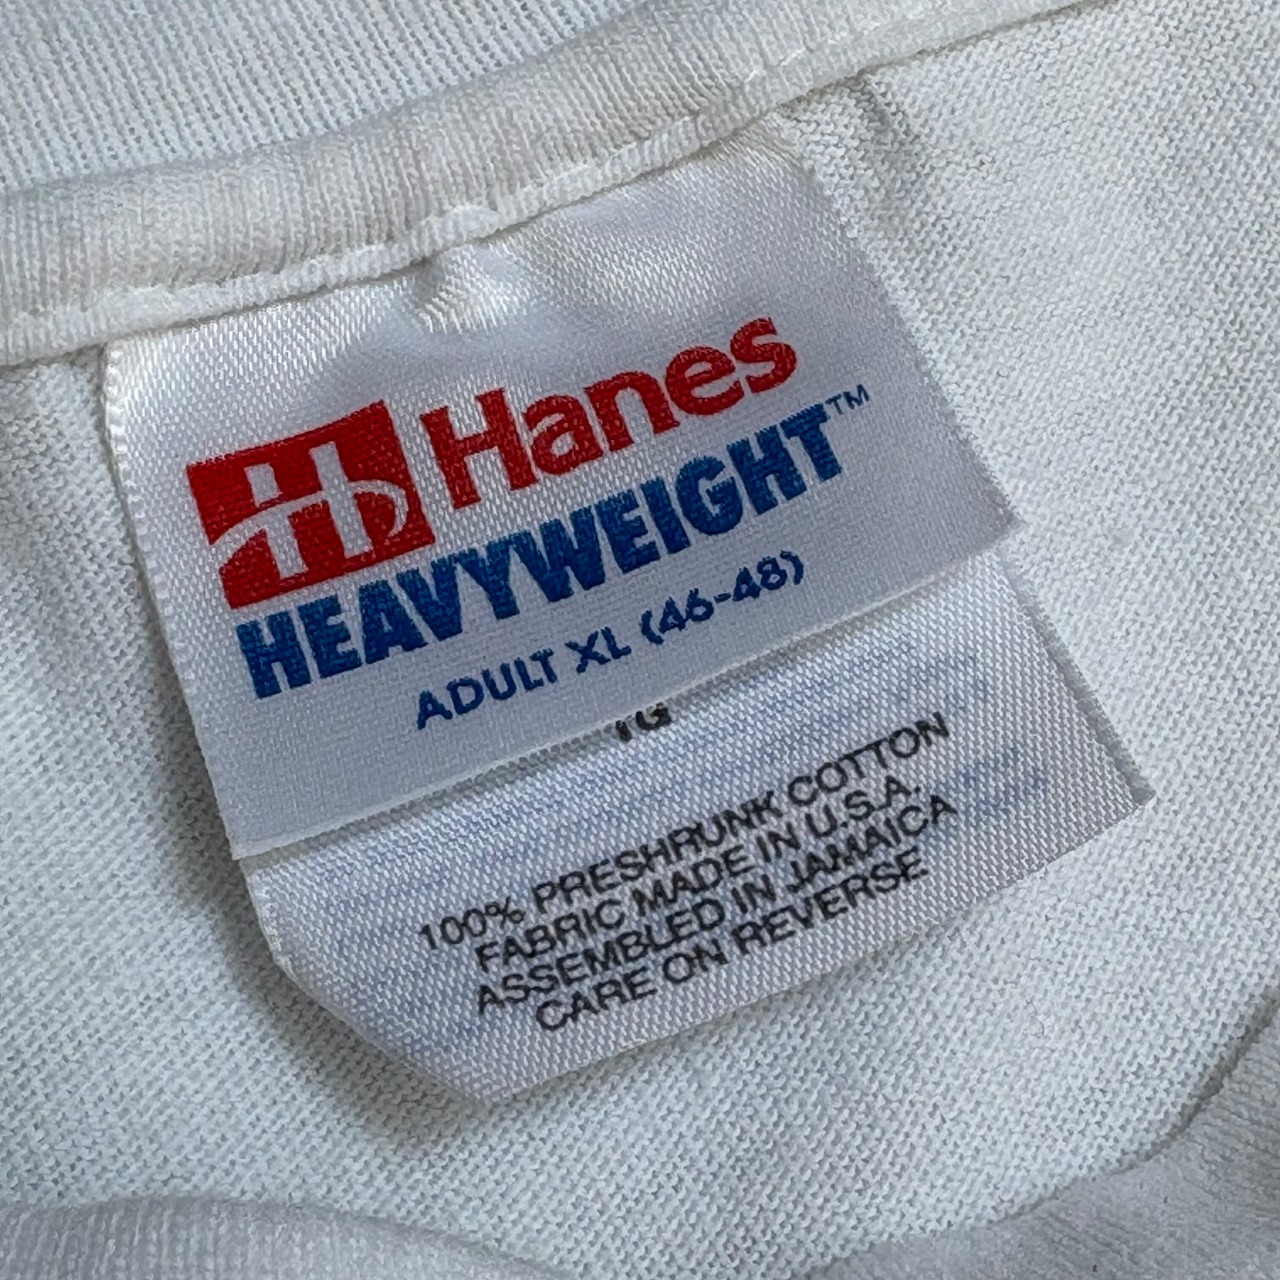 Hanes
HEAVYWEIGHT™
ADULT XL (46-48)
100% PRESHRUNK COTTON
FABRIC MADE IN U.S.A.
ASSEMBLED IN JAMAICA
CARE ON REVERSE